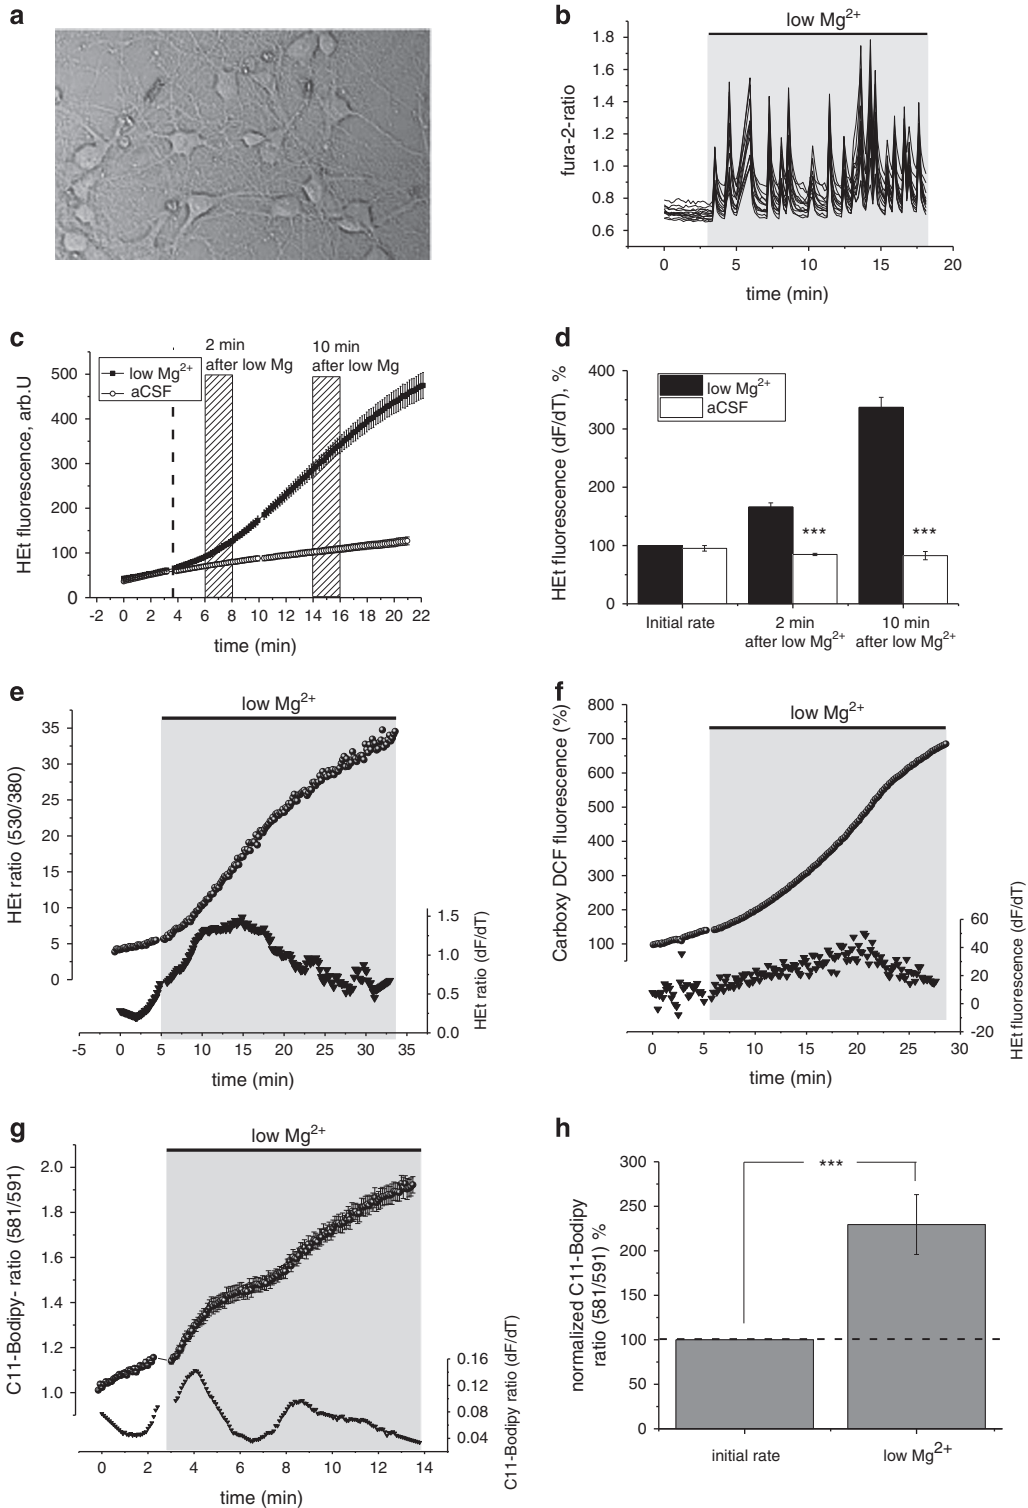 a
b
low Mg2+
fura-2-ratio
1.8
1.6
1.4
1.2
1.0
0.8
0.6
0 5 10 15 20
time (min)
c
2 min
after low Mg
10 min
after low Mg
low Mg2+
aCSF
HEt fluorescence, arb.U
500
400
300
200
100
0
-2 0 2 4 6 8 10 12 14 16 18 20 22
time (min)
d
low Mg2+
aCSF
HEt fluorescence (dF/dT), %
400
300
200
100
0
***
***
Initial rate
2 min
after low Mg2+
10 min
after low Mg2+
e
low Mg2+
HEt ratio (530/380)
35
30
25
20
15
10
5
0
1.5
1.0
0.5
0.0
HEt ratio (dF/dT)
-5 0 5 10 15 20 25 30 35
time (min)
f
low Mg2+
Carboxy DCF fluorescence (%)
800
700
600
500
400
300
200
100
60
40
20
0
-20
HEt fluorescence (dF/dT)
0 5 10 15 20 25 30
time (min)
g
low Mg2+
C11-Bodipy- ratio (581/591)
2.0
1.8
1.6
1.4
1.2
1.0
0.16
0.12
0.08
0.04
C11-Bodipy ratio (dF/dT)
0 2 4 6 8 10 12 14
time (min)
h
normalized C11-Bodipy
ratio (581/591) %
300
250
200
150
100
50
0
***
initial rate
low Mg2+